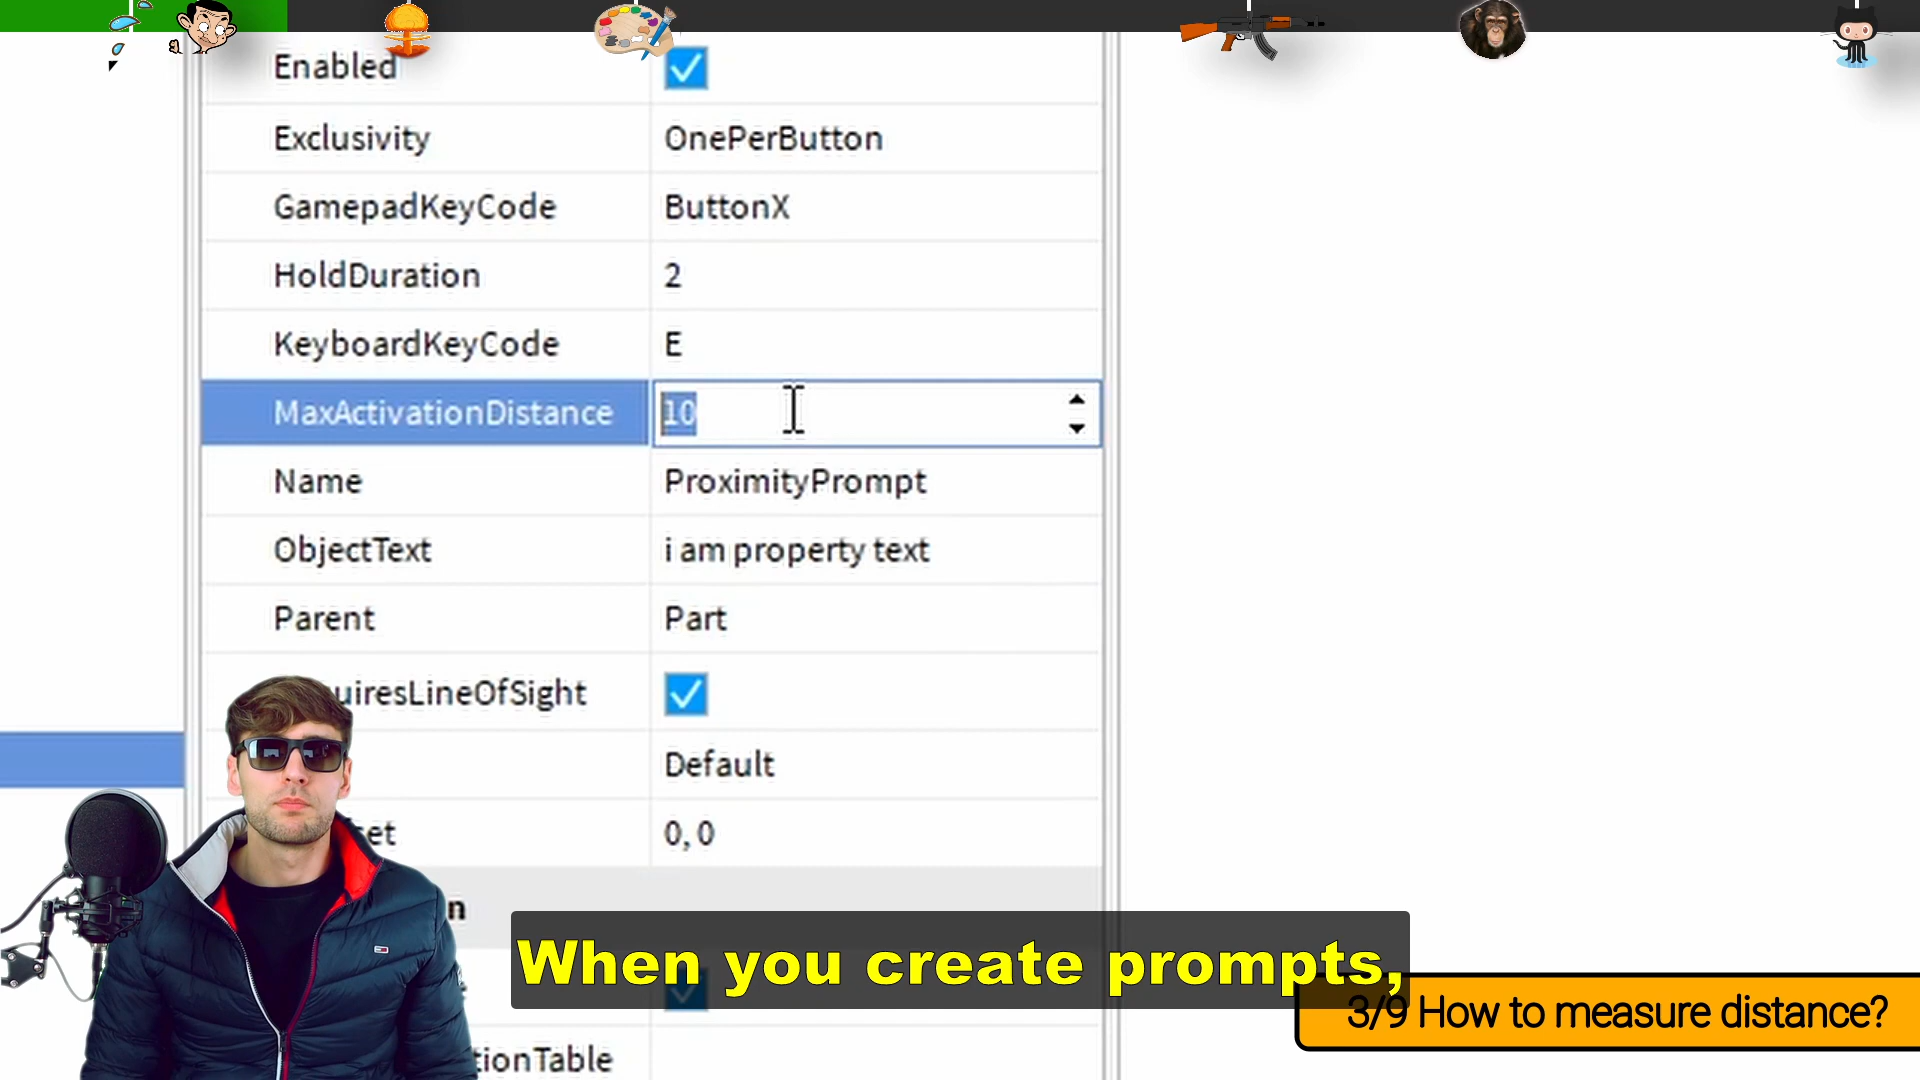 Enabled
Exclusivity OnePerButton
GamepadKeyCode ButtonX
HoldDuration 2
KeyboardKeyCode E
MaxActivationDistance 10
Name ProximityPrompt
ObjectText i am property text
Parent Part
uiresLineOfSight
Default
set 0, 0
n
When you create prompts,
3/9 How to measure distance?
tionTable